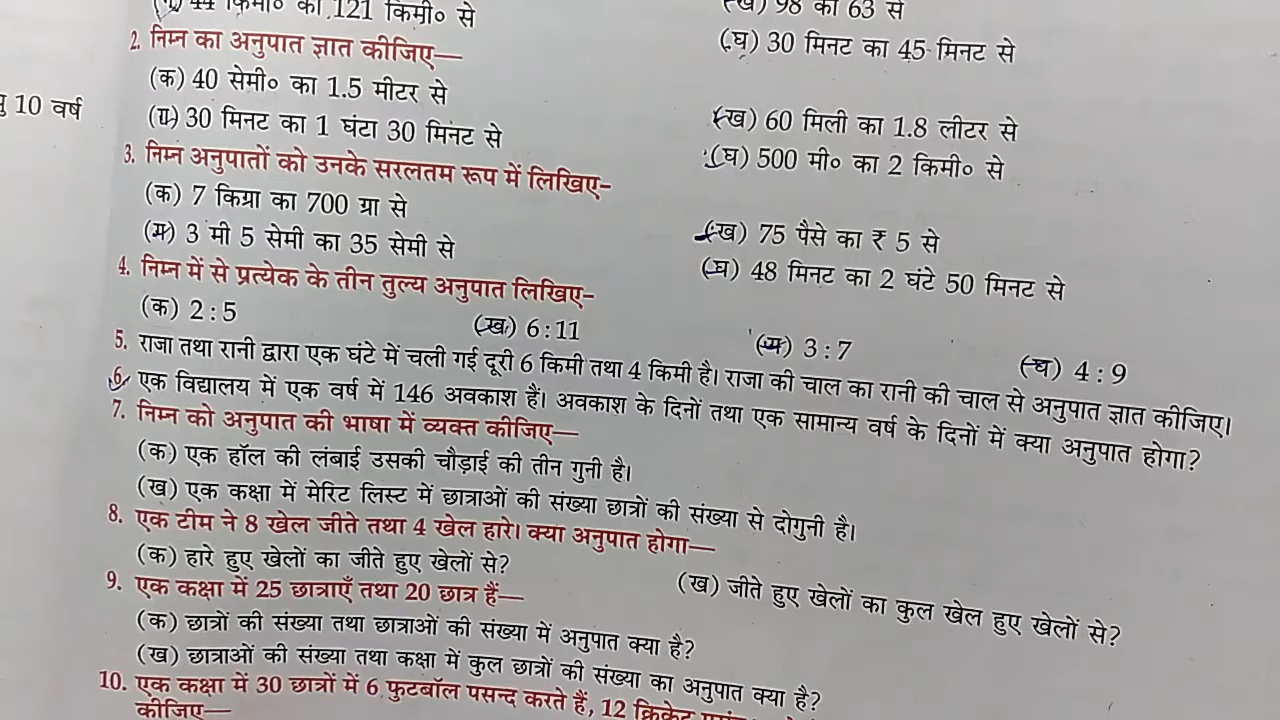 (ग) 44 किमी० का 121 किमी० से
(ख) 98 का 63 से
(घ) 30 मिनट का 45 मिनट से
2. निम्न का अनुपात ज्ञात कीजिए—
(क) 40 सेमी० का 1.5 मीटर से
(ख) 60 मिली का 1.8 लीटर से
(ग) 30 मिनट का 1 घंटा 30 मिनट से
(घ) 500 मी० का 2 किमी० से
3. निम्न अनुपातों को उनके सरलतम रूप में लिखिए-
(क) 7 किग्रा का 700 ग्रा से
(ख) 75 पैसे का ₹ 5 से
(ग) 3 मी 5 सेमी का 35 सेमी से
(घ) 48 मिनट का 2 घंटे 50 मिनट से
4. निम्न में से प्रत्येक के तीन तुल्य अनुपात लिखिए-
(क) 2 : 5 (ख) 6 : 11 (ग) 3 : 7 (घ) 4 : 9
5. राजा तथा रानी द्वारा एक घंटे में चली गई दूरी 6 किमी तथा 4 किमी है। राजा की चाल का रानी की चाल से अनुपात ज्ञात कीजिए।
6. एक विद्यालय में एक वर्ष में 146 अवकाश हैं। अवकाश के दिनों तथा एक सामान्य वर्ष के दिनों में क्या अनुपात होगा?
7. निम्न को अनुपात की भाषा में व्यक्त कीजिए—
(क) एक हॉल की लंबाई उसकी चौड़ाई की तीन गुनी है।
(ख) एक कक्षा में मेरिट लिस्ट में छात्राओं की संख्या छात्रों की संख्या से दोगुनी है।
8. एक टीम ने 8 खेल जीते तथा 4 खेल हारे। क्या अनुपात होगा—
(क) हारे हुए खेलों का जीते हुए खेलों से?
(ख) जीते हुए खेलों का कुल खेल हुए खेलों से?
9. एक कक्षा में 25 छात्राएँ तथा 20 छात्र हैं—
(क) छात्रों की संख्या तथा छात्राओं की संख्या में अनुपात क्या है?
(ख) छात्राओं की संख्या तथा कक्षा में कुल छात्रों की संख्या का अनुपात क्या है?
10. एक कक्षा में 30 छात्रों में 6 फुटबॉल पसन्द करते हैं, 12 क्रिकेट
कीजिए—
10 वर्ष